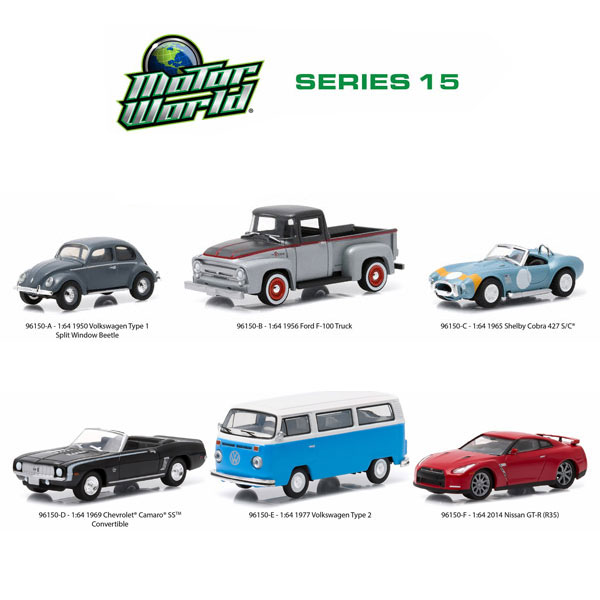 Motor
World®
SERIES 15
96150-A - 1:64 1950 Volkswagen Type 1
Split Window Beetle
96150-B - 1:64 1956 Ford F-100 Truck
96150-C - 1:64 1965 Shelby Cobra 427 S/C®
96150-D - 1:64 1969 Chevrolet® Camaro® SS™
Convertible
96150-E - 1:64 1977 Volkswagen Type 2
96150-F - 1:64 2014 Nissan GT-R (R35)